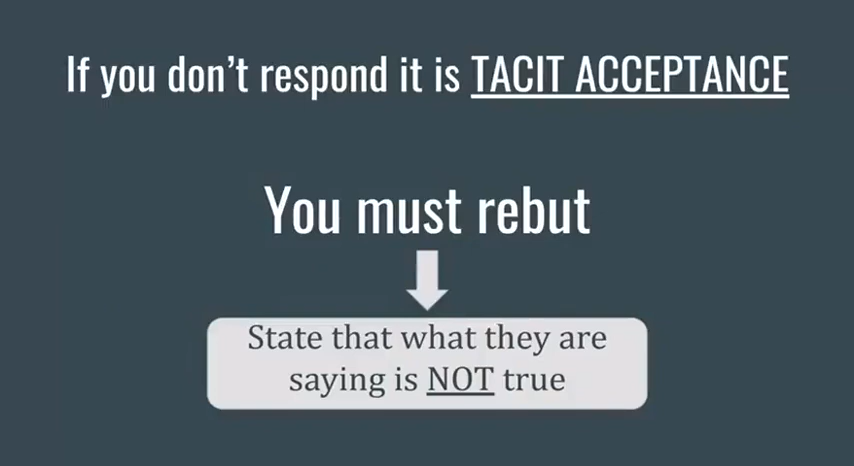 If you don’t respond it is TACIT ACCEPTANCE
You must rebut
State that what they are
saying is NOT true